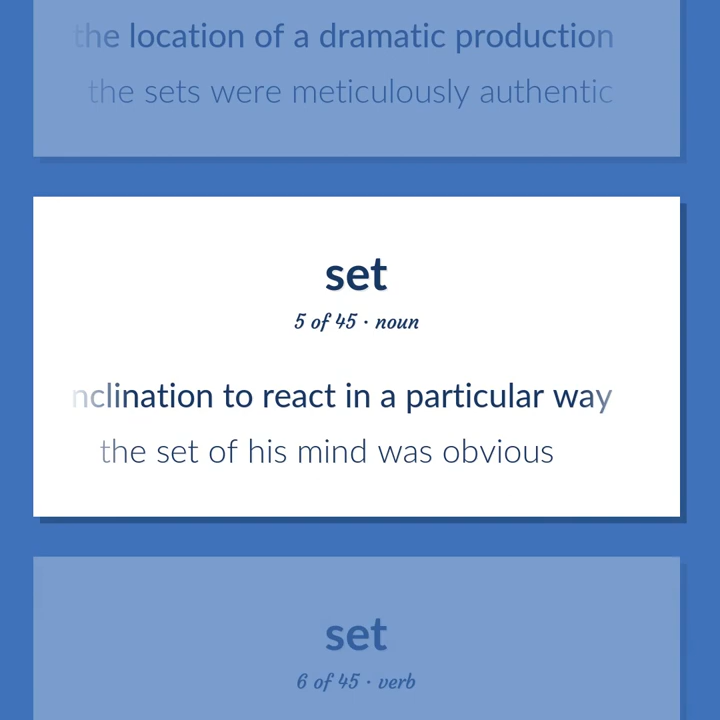 the location of a dramatic production
the sets were meticulously authentic
set
5 of 45 · noun
nclination to react in a particular way
the set of his mind was obvious
set
6 of 45 · verb